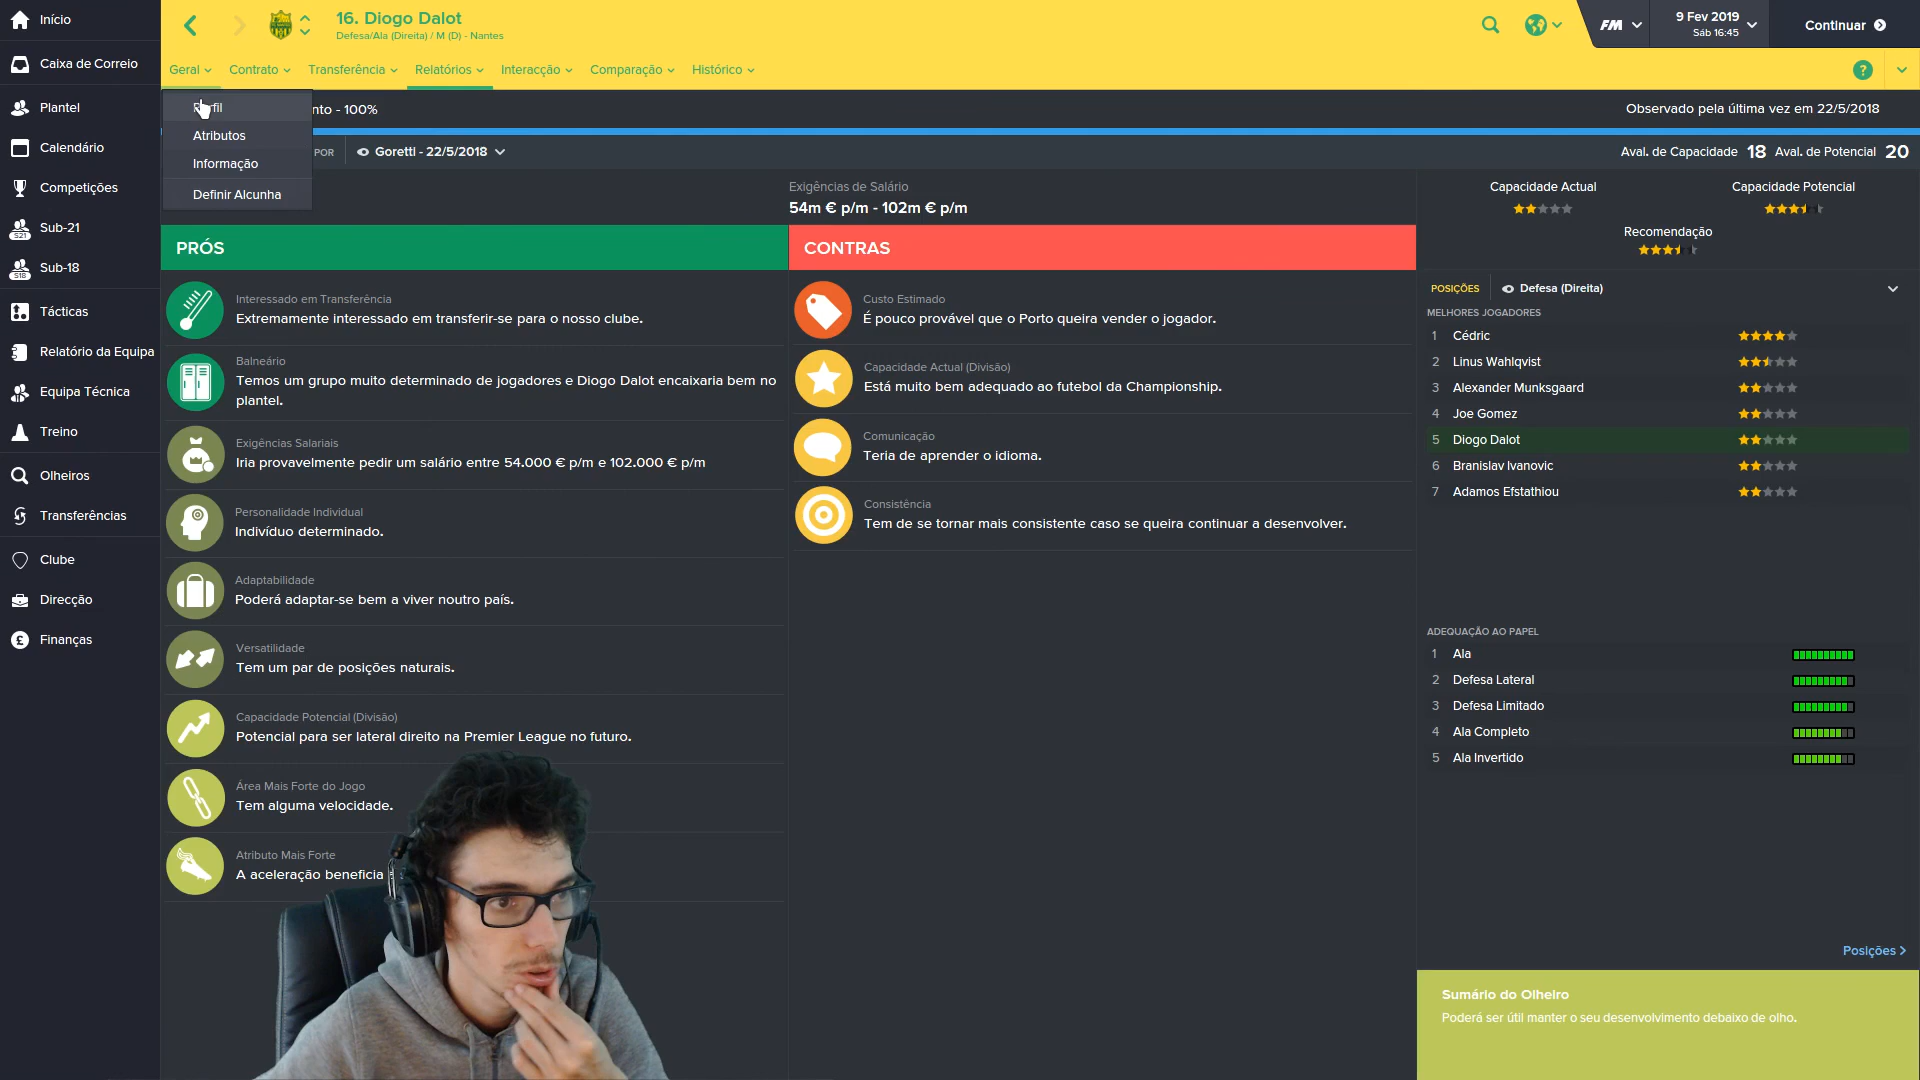 Início
Caixa de Correio
Plantel
Calendário
Competições
Sub-21
Sub-18
Tácticas
Relatório da Equipa
Equipa Técnica
Treino
Olheiros
Transferências
Clube
Direcção
Finanças
16. Diogo Dalot
Defesa/Ala (Direita) / M (D) - Nantes
FM
9 Fev 2019
Sáb 16:45
Continuar
Geral
Contrato
Transferência
Relatórios
Interacção
Comparação
Histórico
?
Perfil
Atributos
Informação
Definir Alcunha
nto - 100%
Observado pela última vez em 22/5/2018
POR
Goretti - 22/5/2018
Aval. de Capacidade 18 Aval. de Potencial 20
Exigências de Salário
54m € p/m - 102m € p/m
PRÓS
Interessado em Transferência
Extremamente interessado em transferir-se para o nosso clube.
Balneário
Temos um grupo muito determinado de jogadores e Diogo Dalot encaixaria bem no
plantel.
Exigências Salariais
Iria provavelmente pedir um salário entre 54.000 € p/m e 102.000 € p/m
Personalidade Individual
Indivíduo determinado.
Adaptabilidade
Poderá adaptar-se bem a viver noutro país.
Versatilidade
Tem um par de posições naturais.
Capacidade Potencial (Divisão)
Potencial para ser lateral direito na Premier League no futuro.
Área Mais Forte do Jogo
Tem alguma velocidade.
Atributo Mais Forte
A aceleração beneficia
CONTRAS
Custo Estimado
É pouco provável que o Porto queira vender o jogador.
Capacidade Actual (Divisão)
Está muito bem adequado ao futebol da Championship.
Comunicação
Teria de aprender o idioma.
Consistência
Tem de se tornar mais consistente caso se queira continuar a desenvolver.
Capacidade Actual
Capacidade Potencial
Recomendação
POSIÇÕES
Defesa (Direita)
MELHORES JOGADORES
1 Cédric
2 Linus Wahlqvist
3 Alexander Munksgaard
4 Joe Gomez
5 Diogo Dalot
6 Branislav Ivanovic
7 Adamos Efstathiou
ADEQUAÇÃO AO PAPEL
1 Ala
2 Defesa Lateral
3 Defesa Limitado
4 Ala Completo
5 Ala Invertido
Posições >
Sumário do Olheiro
Poderá ser útil manter o seu desenvolvimento debaixo de olho.